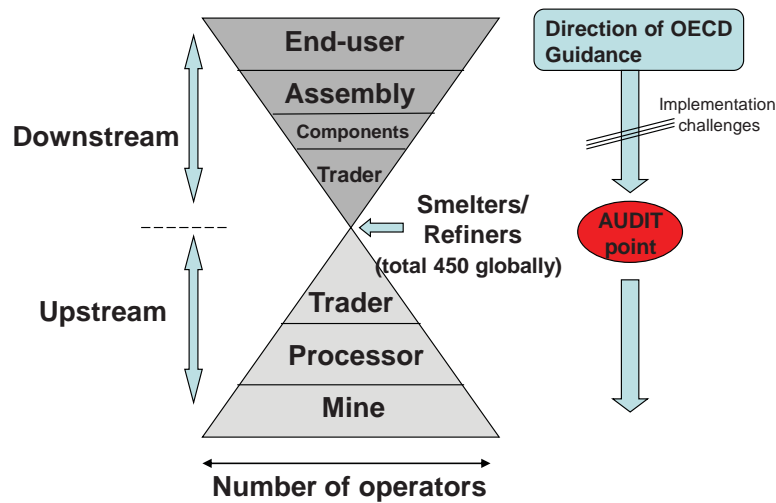 End-user
Assembly
Components
Trader
Downstream
Direction of OECD
Guidance
Implementation
challenges
Smelters/
Refiners
(total 450 globally)
AUDIT
point
Upstream
Trader
Processor
Mine
Number of operators